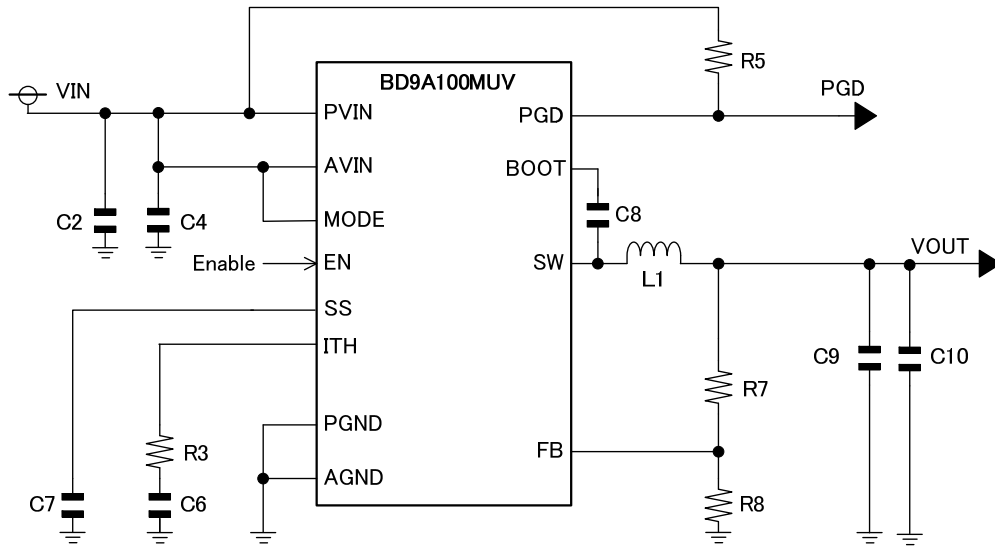 BD9A100MUV
R5
VIN
PGD
PVIN
PGD
AVIN
BOOT
C2
C4
MODE
C8
Enable
EN
SW
L1
VOUT
SS
ITH
C9
C10
R7
PGND
R3
FB
AGND
C7
C6
R8